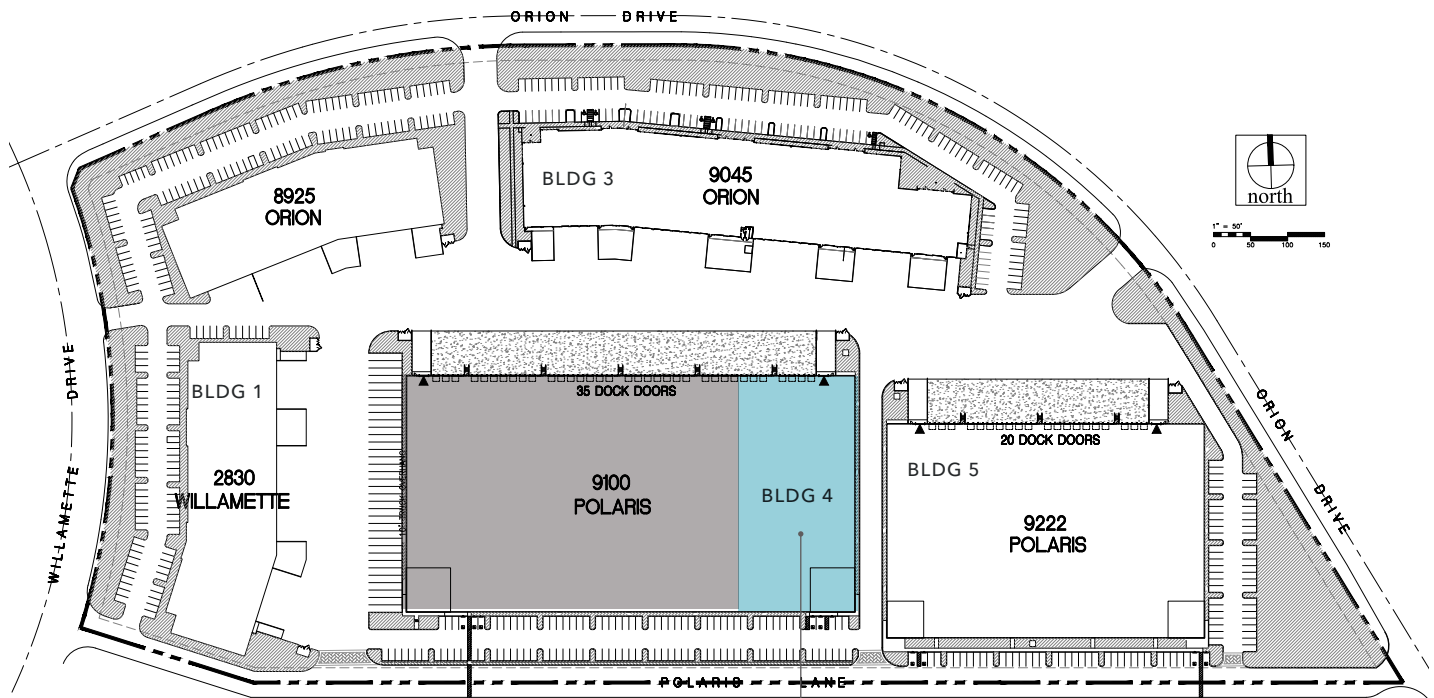 ORION DRIVE
8925
ORION
BLDG 3
9045
ORION
north
1" = 50'
0 50 100 150
WILLAMETTE DRIVE
BLDG 1
2830
WILLAMETTE
35 DOCK DOORS
9100
POLARIS
BLDG 4
20 DOCK DOORS
BLDG 5
9222
POLARIS
ORION DRIVE
POLARIS LANE